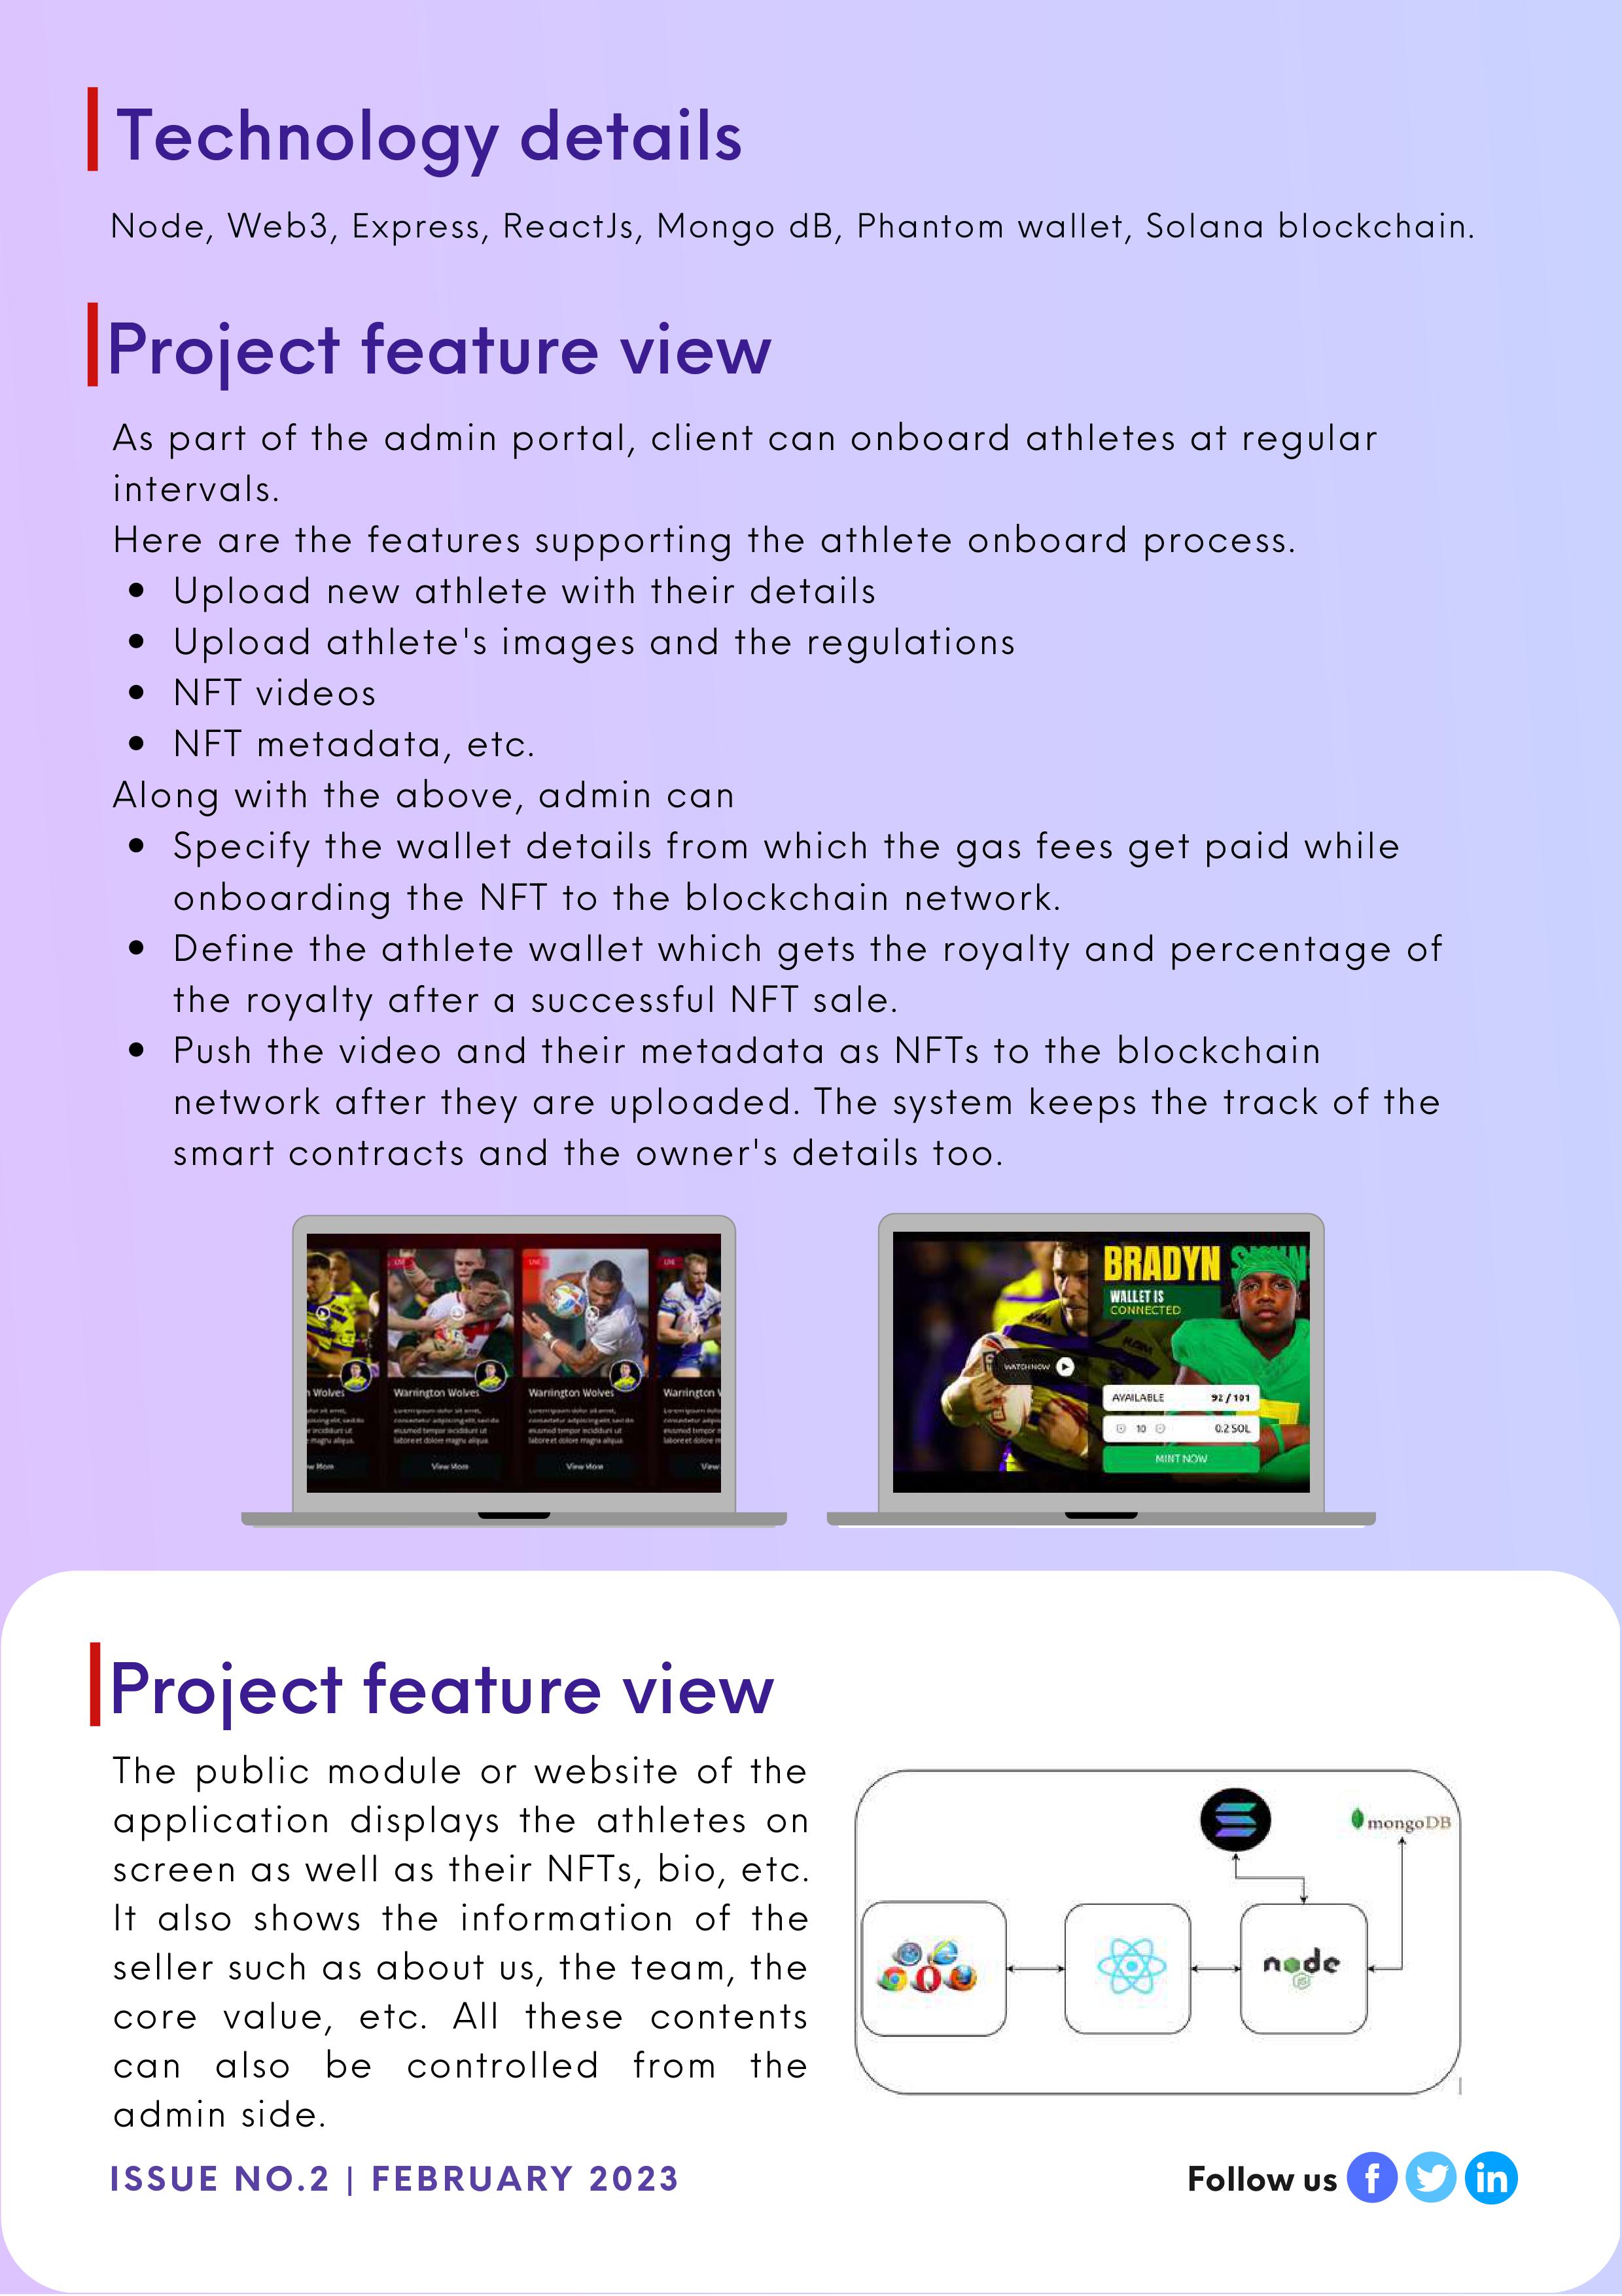 Technology details
Node, Web3, Express, ReactJs, Mongo dB, Phantom wallet, Solana blockchain.
Project feature view
As part of the admin portal, client can onboard athletes at regular
intervals.
Here are the features supporting the athlete onboard process.
• Upload new athlete with their details
• Upload athlete's images and the regulations
• NFT videos
• NFT metadata, etc.
Along with the above, admin can
• Specify the wallet details from which the gas fees get paid while
onboarding the NFT to the blockchain network.
• Define the athlete wallet which gets the royalty and percentage of
the royalty after a successful NFT sale.
• Push the video and their metadata as NFTs to the blockchain
network after they are uploaded. The system keeps the track of the
smart contracts and the owner's details too.
LIVE
LIVE
LIVE
Wolves
Warrington Wolves
Warrington Wolves
Warrington
View More
View More
View
BRADYN
WALLET IS
CONNECTED
WATCH NOW
AVAILABLE 92 / 101
10 0.2 SOL
MINT NOW
Project feature view
The public module or website of the
application displays the athletes on
screen as well as their NFTs, bio, etc.
It also shows the information of the
seller such as about us, the team, the
core value, etc. All these contents
can also be controlled from the
admin side.
mongoDB
node
ISSUE NO.2 | FEBRUARY 2023
Follow us